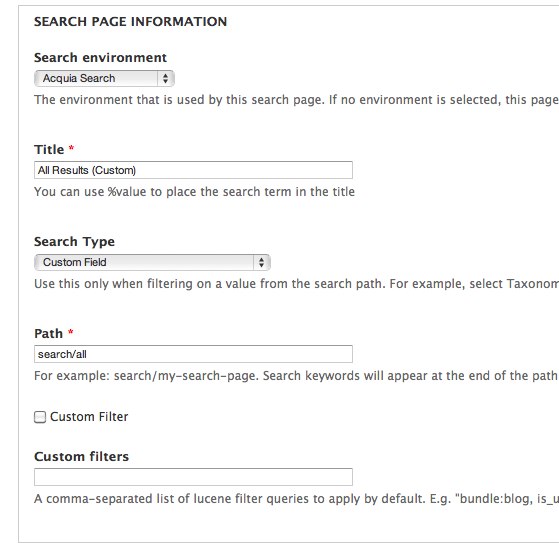 SEARCH PAGE INFORMATION
Search environment
Acquia Search
The environment that is used by this search page. If no environment is selected, this page
Title *
All Results (Custom)
You can use %value to place the search term in the title
Search Type
Custom Field
Use this only when filtering on a value from the search path. For example, select Taxonom
Path *
search/all
For example: search/my-search-page. Search keywords will appear at the end of the path
Custom Filter
Custom filters
A comma-separated list of lucene filter queries to apply by default. E.g. "bundle:blog, is_u